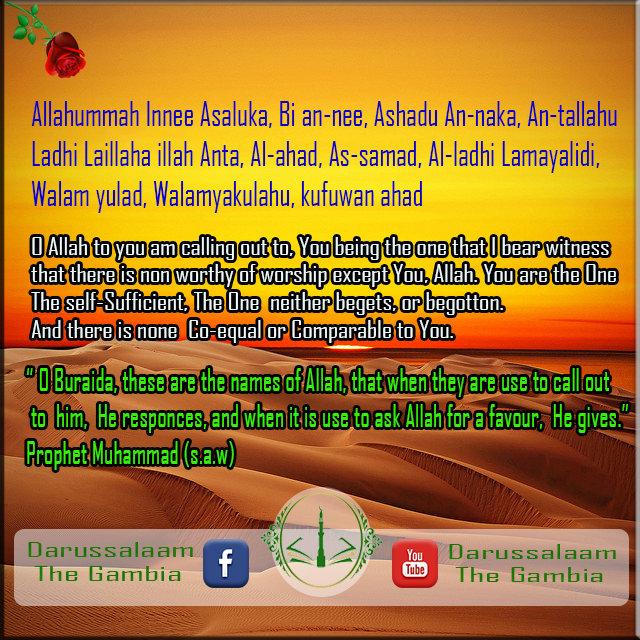 Allahummah Innee Asaluka, Bi an-nee, Ashadu An-naka, An-tallahu
Ladhi Laillaha illah Anta, Al-ahad, As-samad, Al-ladhi Lamayalidi,
Walam yulad, Walamyakulahu, kufuwan ahad
O Allah to you am calling out to, You being the one that I bear witness
that there is non worthy of worship except You, Allah. You are the One
The self-Sufficient, The One neither begets, or begotton.
And there is none Co-equal or Comparable to You.
" O Buraida, these are the names of Allah, that when they are use to call out
to him, He responces, and when it is use to ask Allah for a favour, He gives."
Prophet Muhammad (s.a.w)
Darussalaam
The Gambia
f
You
Tube
Darussalaam
The Gambia